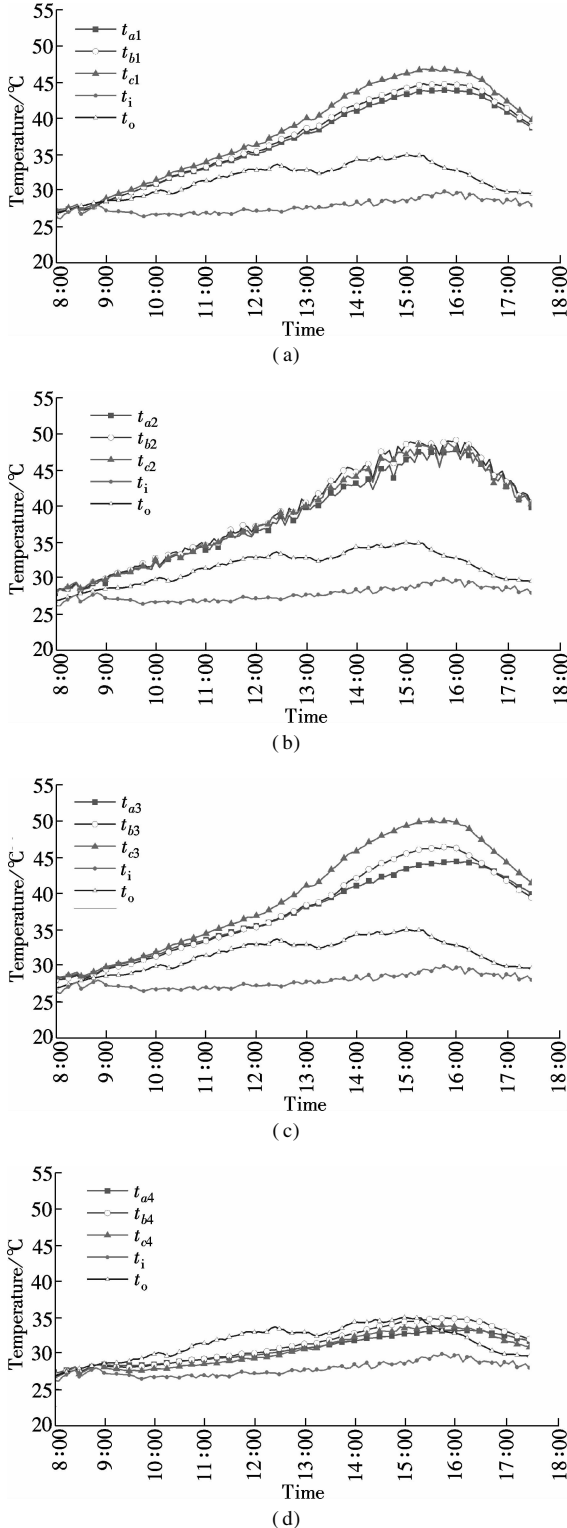 55
50
45
40
35
30
25
20
Temperature/℃
t_a1
t_b1
t_c1
t_i
t_o
8:00
9:00
10:00
11:00
12:00
13:00
14:00
15:00
16:00
17:00
18:00
Time
(a)
55
50
45
40
35
30
25
20
Temperature/℃
t_a2
t_b2
t_c2
t_i
t_o
8:00
9:00
10:00
11:00
12:00
13:00
14:00
15:00
16:00
17:00
18:00
Time
(b)
55
50
45
40
35
30
25
20
Temperature/℃
t_a3
t_b3
t_c3
t_i
t_o
8:00
9:00
10:00
11:00
12:00
13:00
14:00
15:00
16:00
17:00
18:00
Time
(c)
55
50
45
40
35
30
25
20
Temperature/℃
t_a4
t_b4
t_c4
t_i
t_o
8:00
9:00
10:00
11:00
12:00
13:00
14:00
15:00
16:00
17:00
18:00
Time
(d)